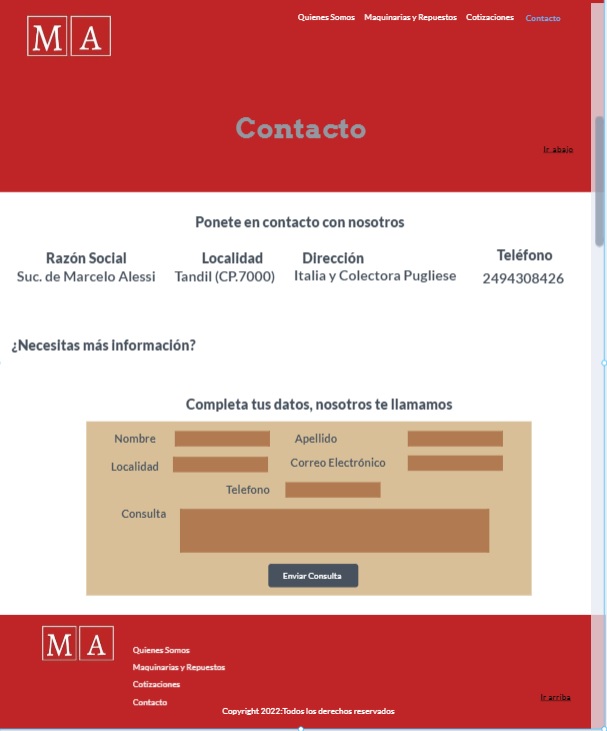 M A
Quienes Somos Maquinarias y Repuestos Cotizaciones Contacto
Contacto
Ir abajo
Ponete en contacto con nosotros
Razón Social Localidad Dirección Teléfono
Suc. de Marcelo Alessi Tandil (CP.7000) Italia y Colectora Pugliese 2494308426
¿Necesitas más información?
Completa tus datos, nosotros te llamamos
Nombre Apellido
Localidad Correo Electrónico
Telefono
Consulta
Enviar Consulta
M A
Quienes Somos
Maquinarias y Repuestos
Cotizaciones
Contacto
Ir arriba
Copyright 2022:Todos los derechos reservados